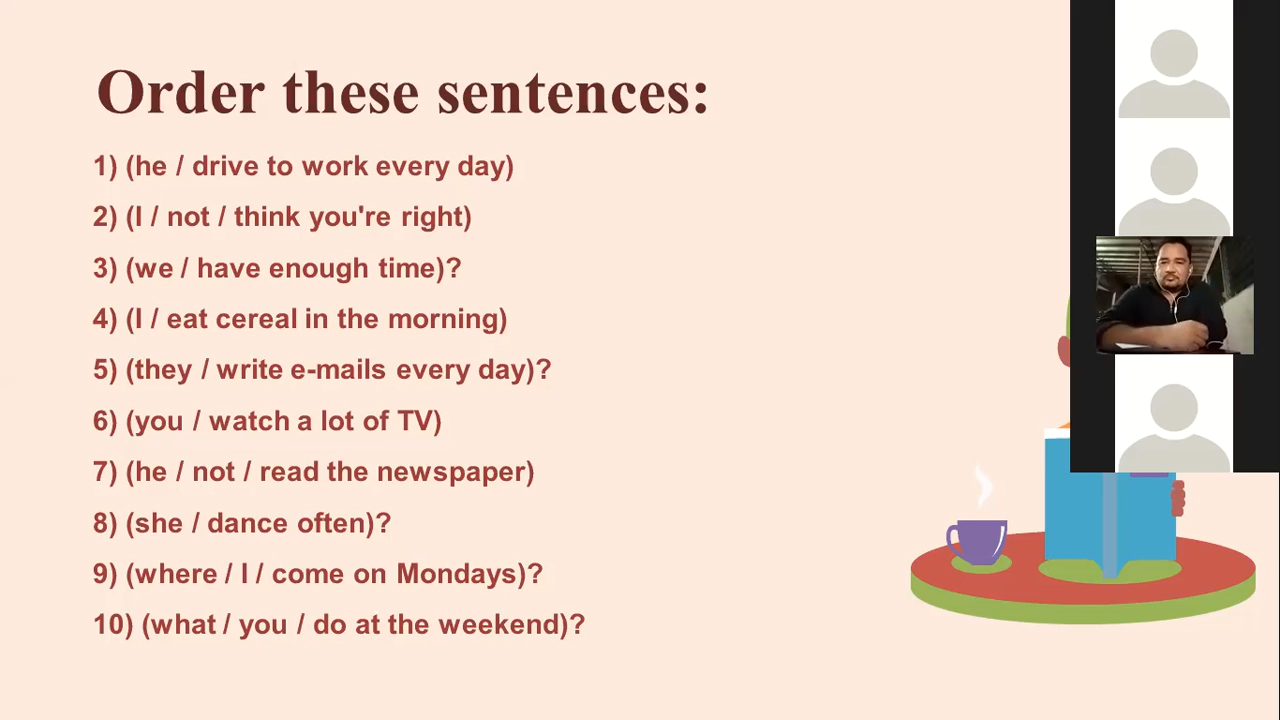 Order these sentences:
1) (he / drive to work every day)
2) (I / not / think you're right)
3) (we / have enough time)?
4) (I / eat cereal in the morning)
5) (they / write e-mails every day)?
6) (you / watch a lot of TV)
7) (he / not / read the newspaper)
8) (she / dance often)?
9) (where / I / come on Mondays)?
10) (what / you / do at the weekend)?